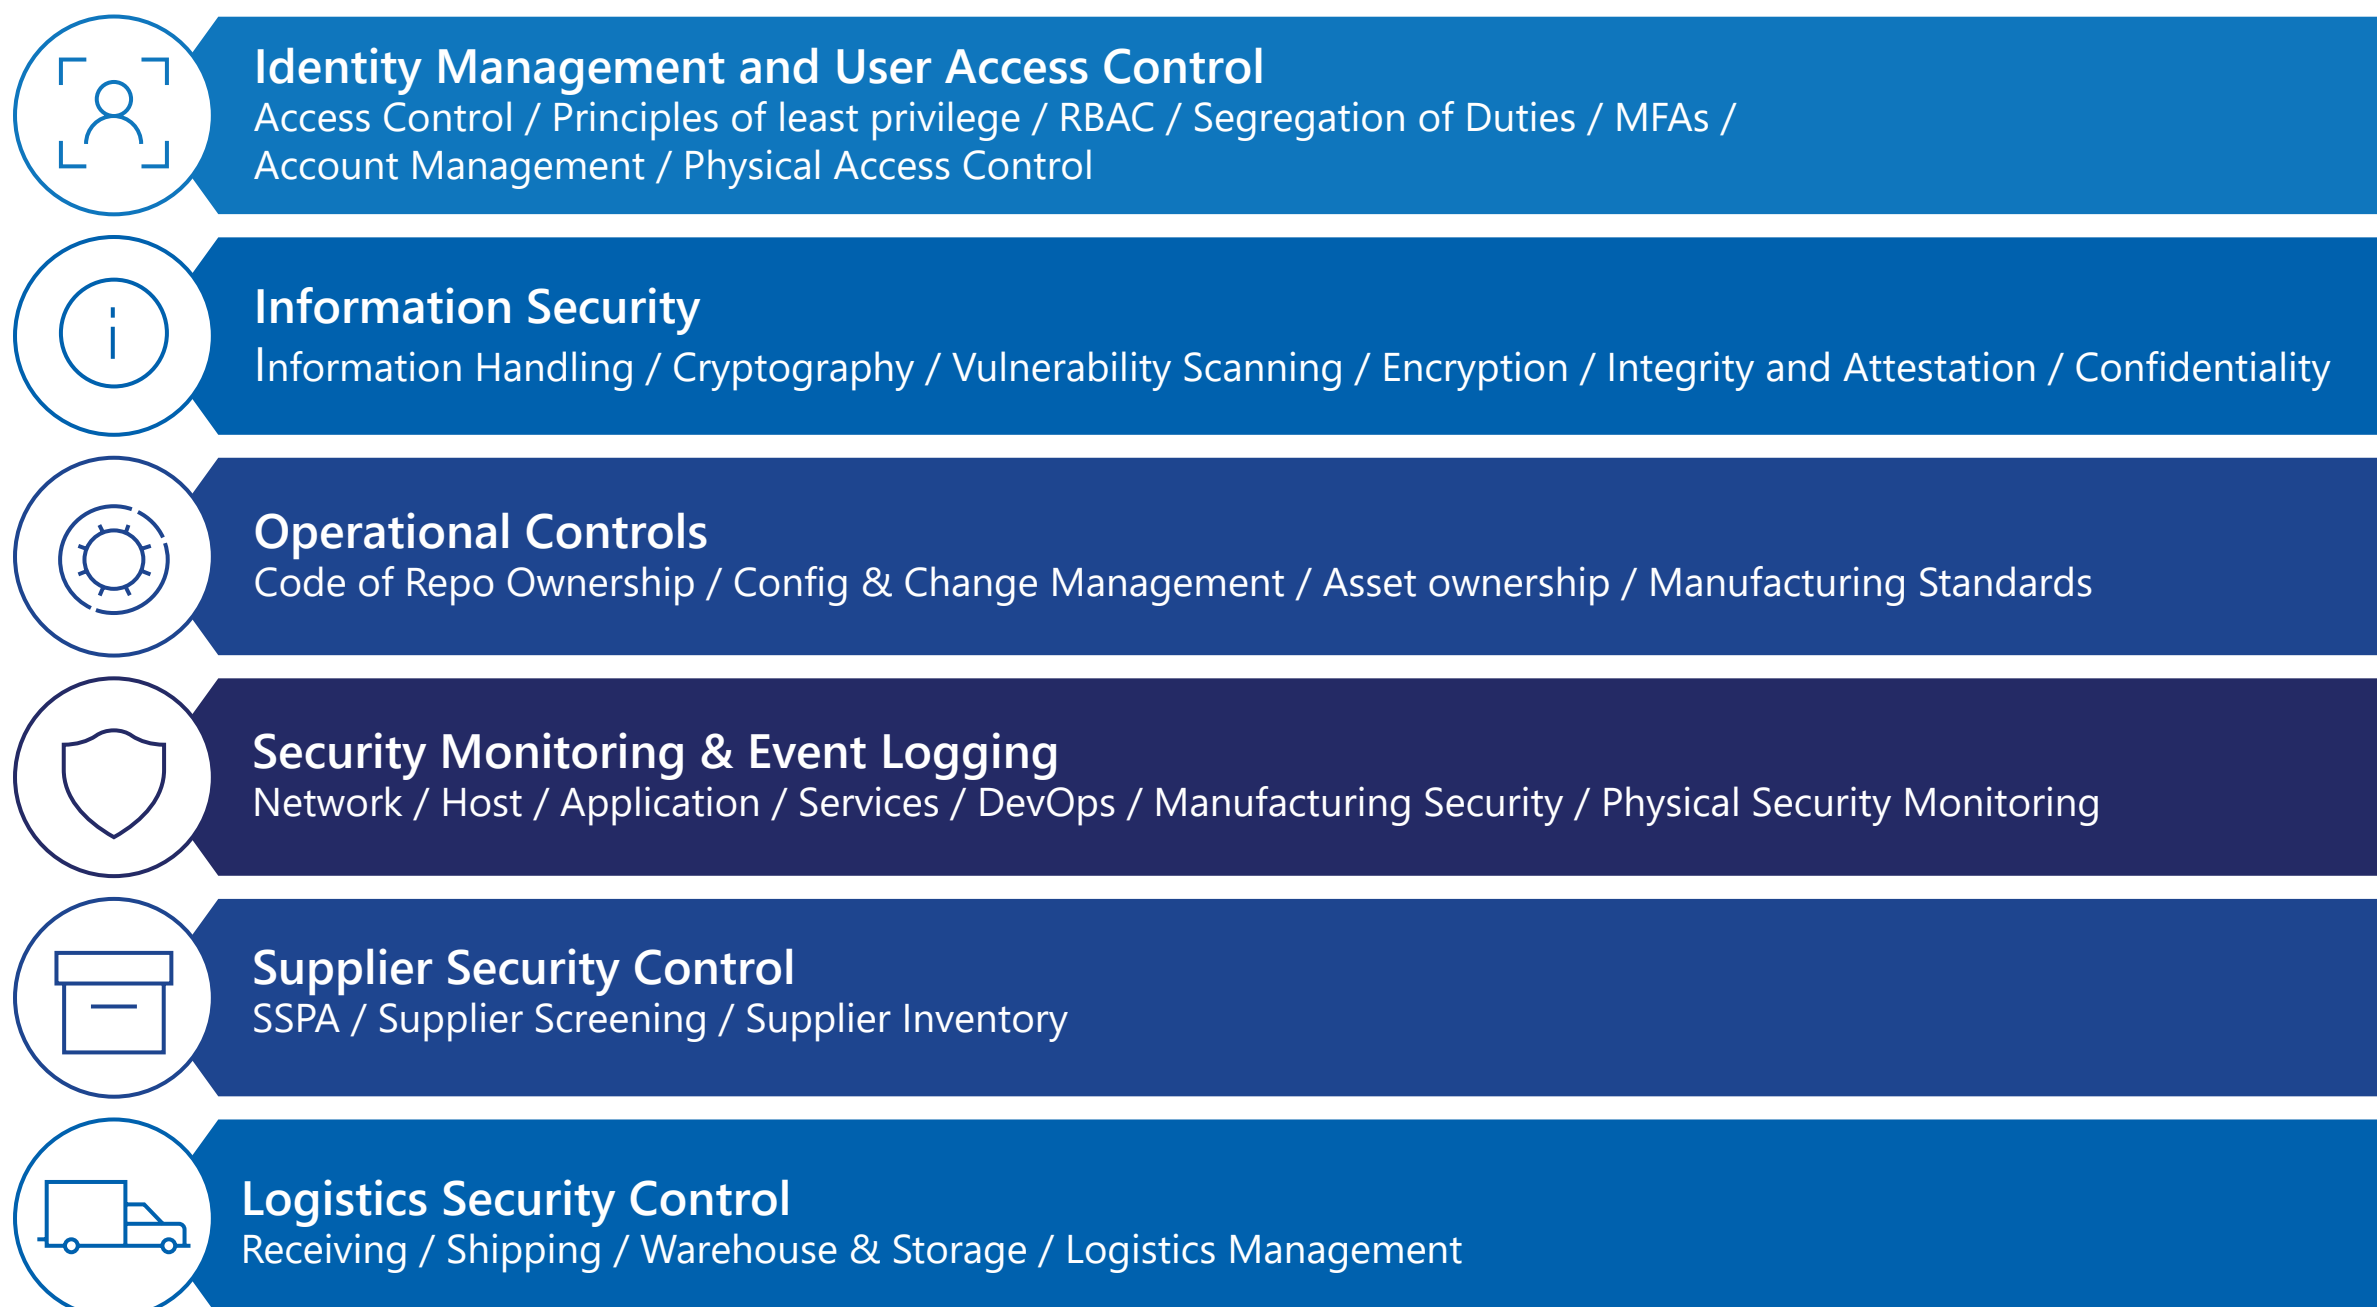 Identity Management and User Access Control
Access Control / Principles of least privilege / RBAC / Segregation of Duties / MFAs /
Account Management / Physical Access Control
Information Security
Information Handling / Cryptography / Vulnerability Scanning / Encryption / Integrity and Attestation / Confidentiality
Operational Controls
Code of Repo Ownership / Config & Change Management / Asset ownership / Manufacturing Standards
Security Monitoring & Event Logging
Network / Host / Application / Services / DevOps / Manufacturing Security / Physical Security Monitoring
Supplier Security Control
SSPA / Supplier Screening / Supplier Inventory
Logistics Security Control
Receiving / Shipping / Warehouse & Storage / Logistics Management